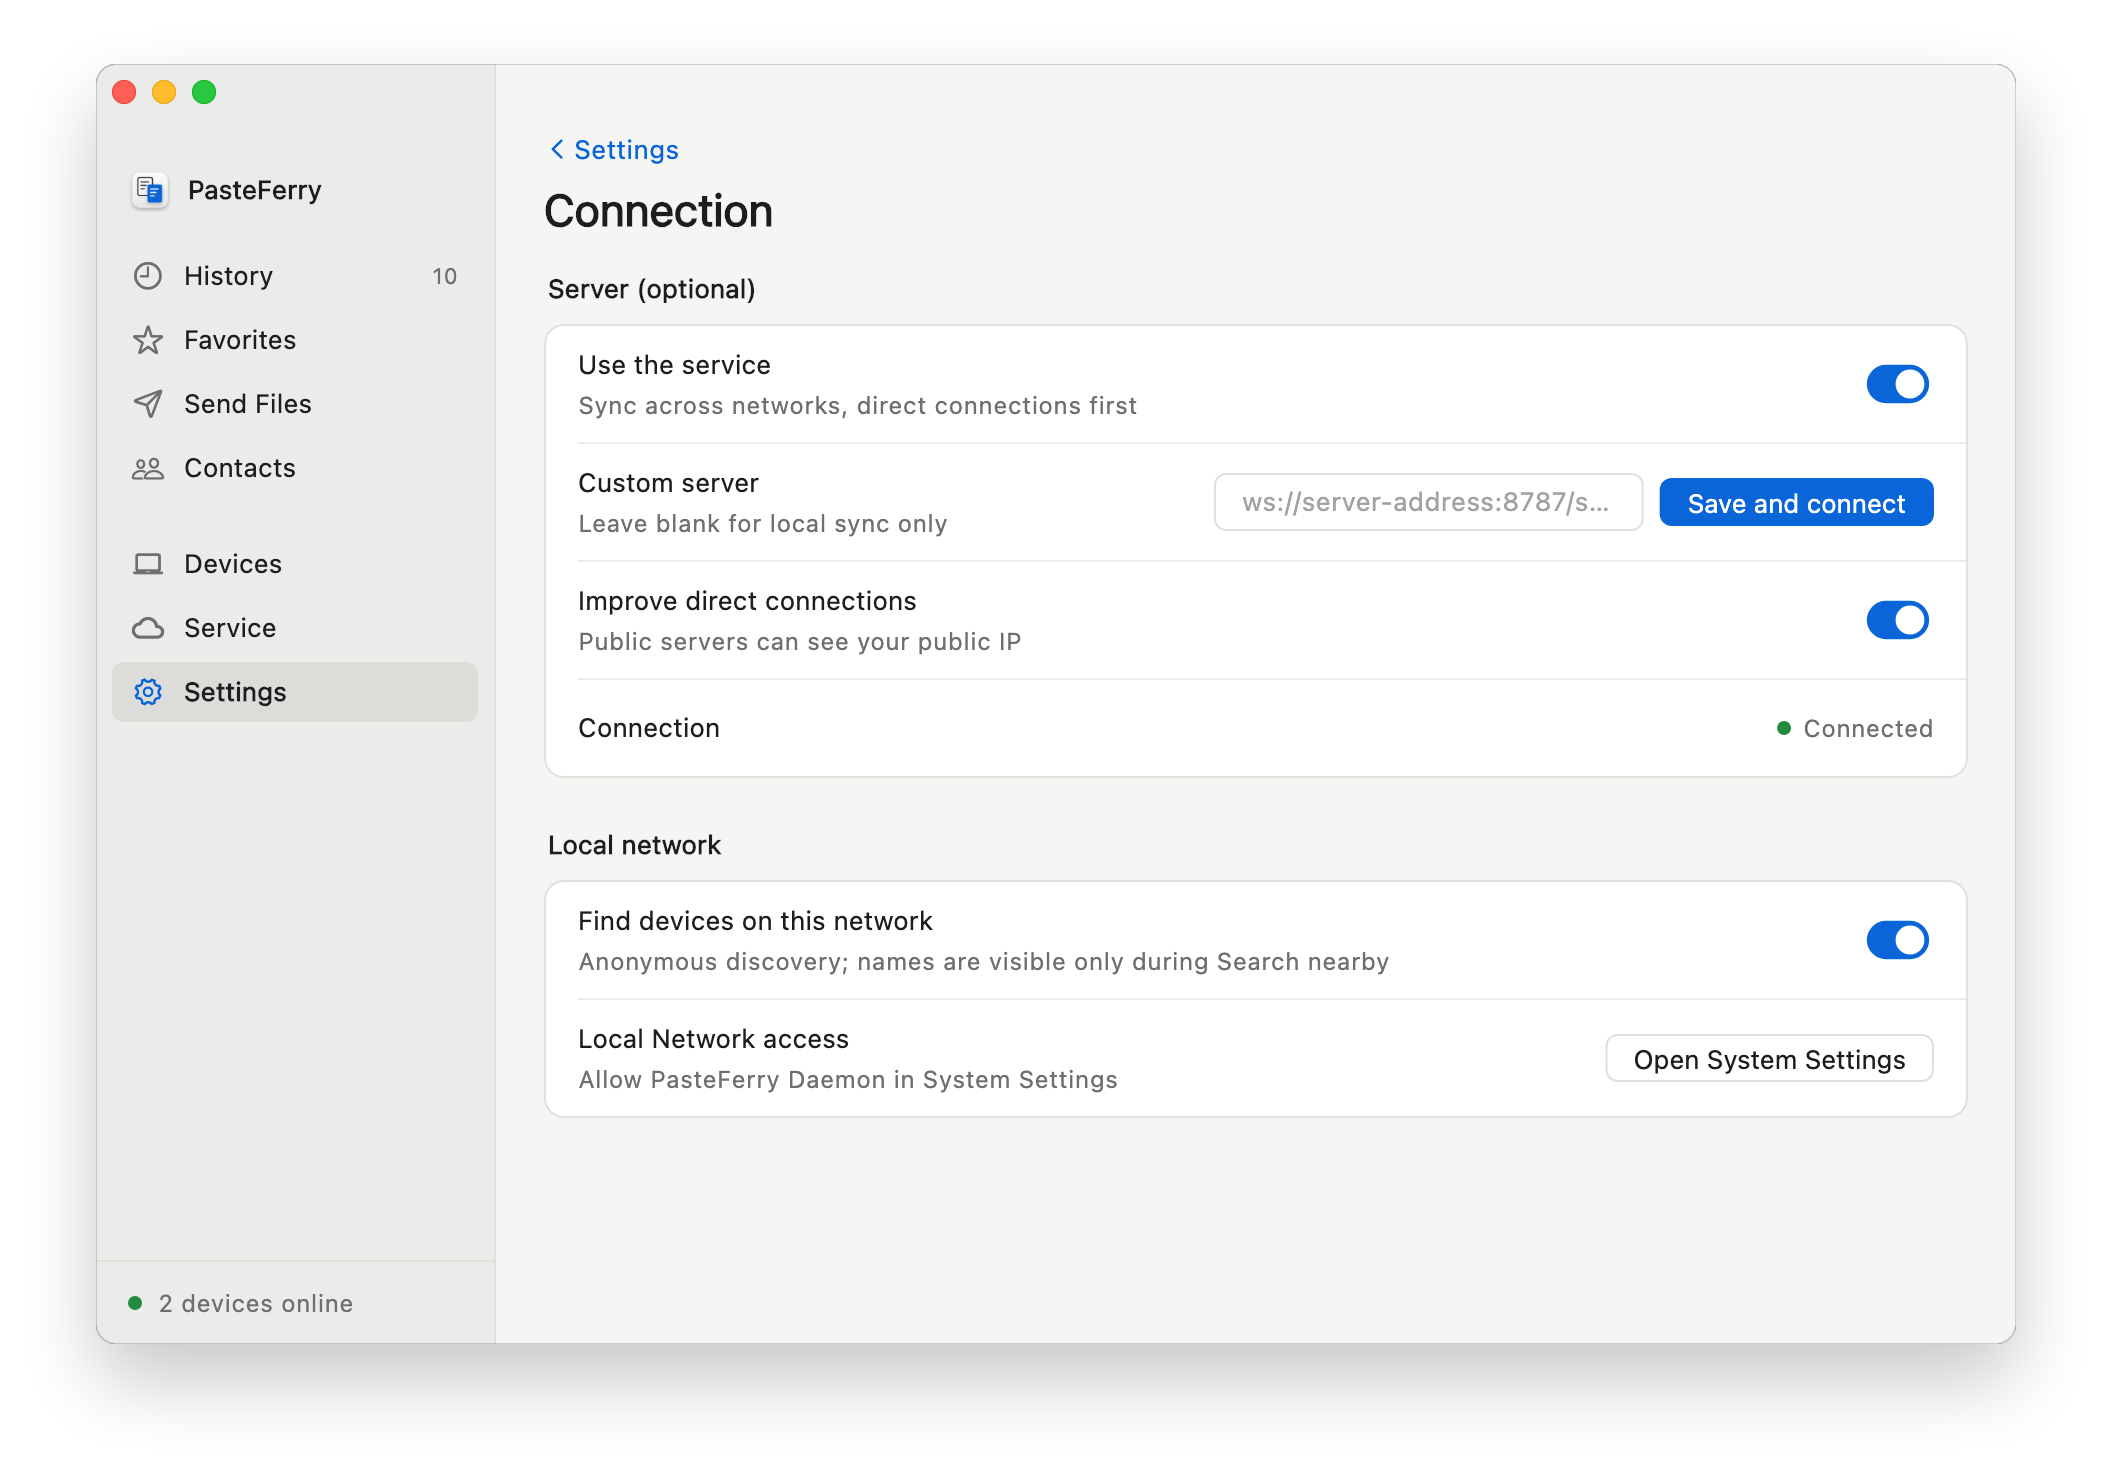 PasteFerry
History 10
Favorites
Send Files
Contacts
Devices
Service
Settings
2 devices online
Settings
Connection
Server (optional)
Use the service
Sync across networks, direct connections first
Custom server
Leave blank for local sync only
ws://server-address:8787/s...
Save and connect
Improve direct connections
Public servers can see your public IP
Connection
Connected
Local network
Find devices on this network
Anonymous discovery; names are visible only during Search nearby
Local Network access
Allow PasteFerry Daemon in System Settings
Open System Settings